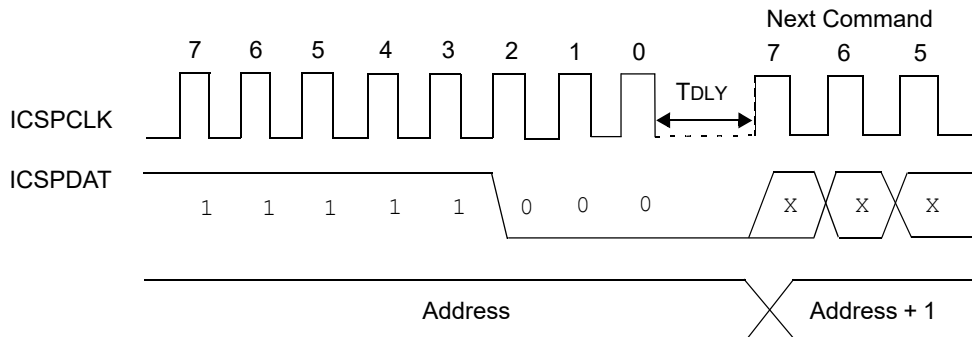 Next Command
7 6 5 4 3 2 1 0 7 6 5
TDLY
ICSPCLK
ICSPDAT
1 1 1 1 1 0 0 0 X X X
Address Address + 1